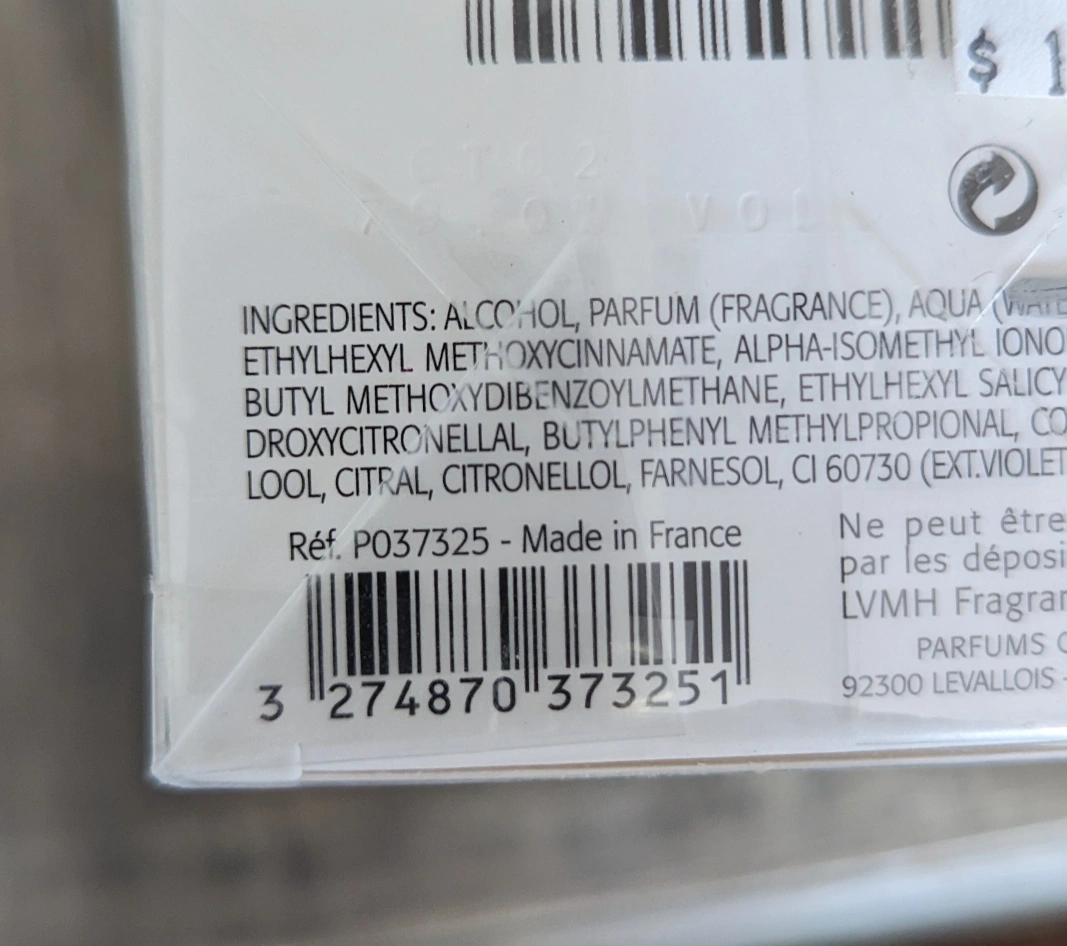 $ 1
79 % VOL
INGREDIENTS: ALCOHOL, PARFUM (FRAGRANCE), AQUA
ETHYLHEXYL METHOXYCINNAMATE, ALPHA-ISOMETHYL IONO
BUTYL METHOXYDIBENZOYLMETHANE, ETHYLHEXYL SALICY
DROXYCITRONELLAL, BUTYLPHENYL METHYLPROPIONAL, CO
LOOL, CITRAL, CITRONELLOL, FARNESOL, CI 60730 (EXT.VIOLET
Réf. P037325 - Made in France
Ne peut être
par les déposi
LVMH Fragran
PARFUMS
92300 LEVALLOIS -
3 274870 373251